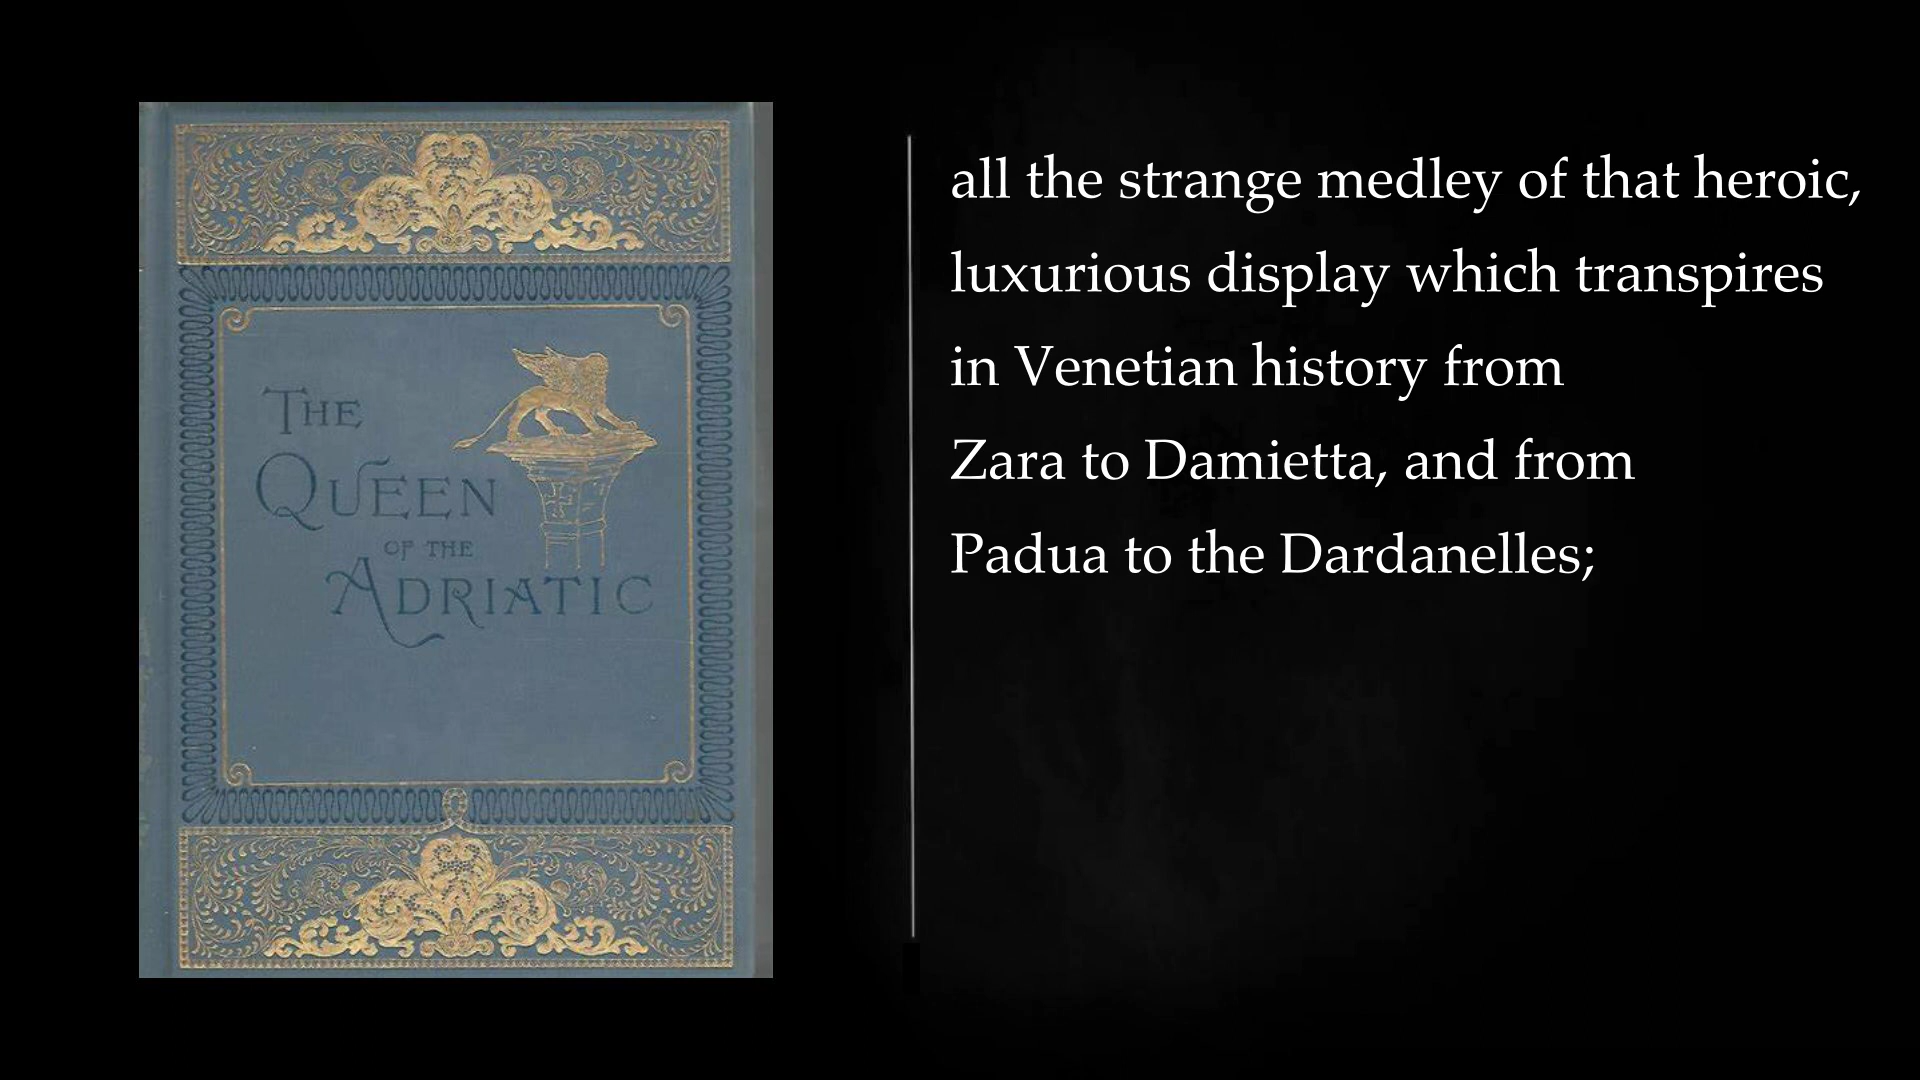 THE
QUEEN
OF THE
ADRIATIC
all the strange medley of that heroic,
luxurious display which transpires
in Venetian history from
Zara to Damietta, and from
Padua to the Dardanelles;